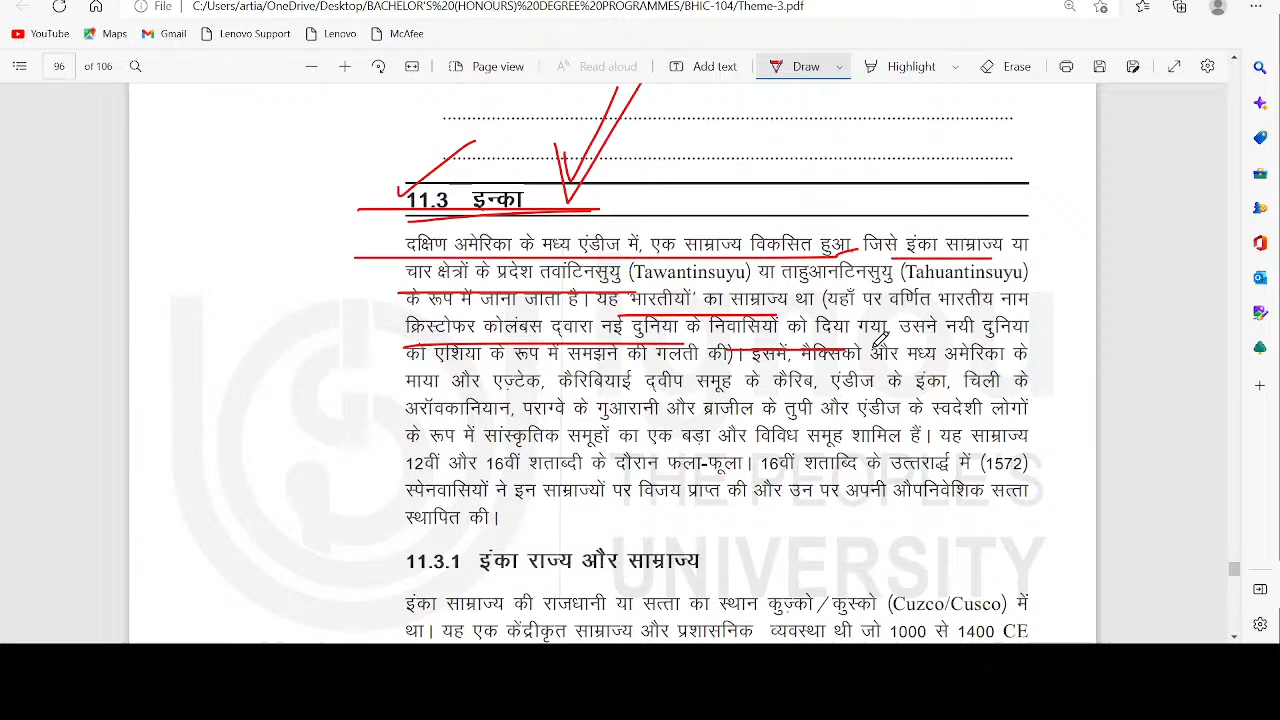 File
C:/Users/artia/OneDrive/Desktop/BACHELOR'S%20(HONOURS)%20DEGREE%20PROGRAMMES/BHIC-104/Theme-3.pdf
YouTube Maps Gmail Lenovo Support Lenovo McAfee
96 of 106 Page view Read aloud Add text Draw Highlight Erase
11.3 इन्का
दक्षिण अमेरिका के मध्य एंडीज में, एक साम्राज्य विकसित हुआ, जिसे इंका साम्राज्य या
चार क्षेत्रों के प्रदेश तवांटिनसुयु (Tawantinsuyu) या ताहुआनटिनसुयु (Tahuantinsuyu)
के रूप में जाना जाता है। यह 'भारतीयों' का साम्राज्य था (यहाँ पर वर्णित भारतीय नाम
क्रिस्टोफर कोलंबस द्वारा नई दुनिया के निवासियों को दिया गया, उसने नयी दुनिया
को एशिया के रूप में समझने की गलती की)। इसमें, मैक्सिको और मध्य अमेरिका के
माया और एज़्टेक, कैरिबियाई द्वीप समूह के कैरिब, एंडीज के इंका, चिली के
अरॉवकानियान, पराग्वे के गुआरानी और ब्राजील के तुपी और एंडीज के स्वदेशी लोगों
के रूप में सांस्कृतिक समूहों का एक बड़ा और विविध समूह शामिल हैं। यह साम्राज्य
12वीं और 16वीं शताब्दी के दौरान फला-फूला। 16वीं शताब्दि के उत्तरार्द्ध में (1572)
स्पेनवासियों ने इन साम्राज्यों पर विजय प्राप्त की और उन पर अपनी औपनिवेशिक सत्ता
स्थापित की।
THE PEOPLE'S
UNIVERSITY
11.3.1 इंका राज्य और साम्राज्य
इंका साम्राज्य की राजधानी या सत्ता का स्थान कुज़्को/कुस्को (Cuzco/Cusco) में
था। यह एक केंद्रीकृत साम्राज्य और प्रशासनिक व्यवस्था थी जो 1000 से 1400 CE